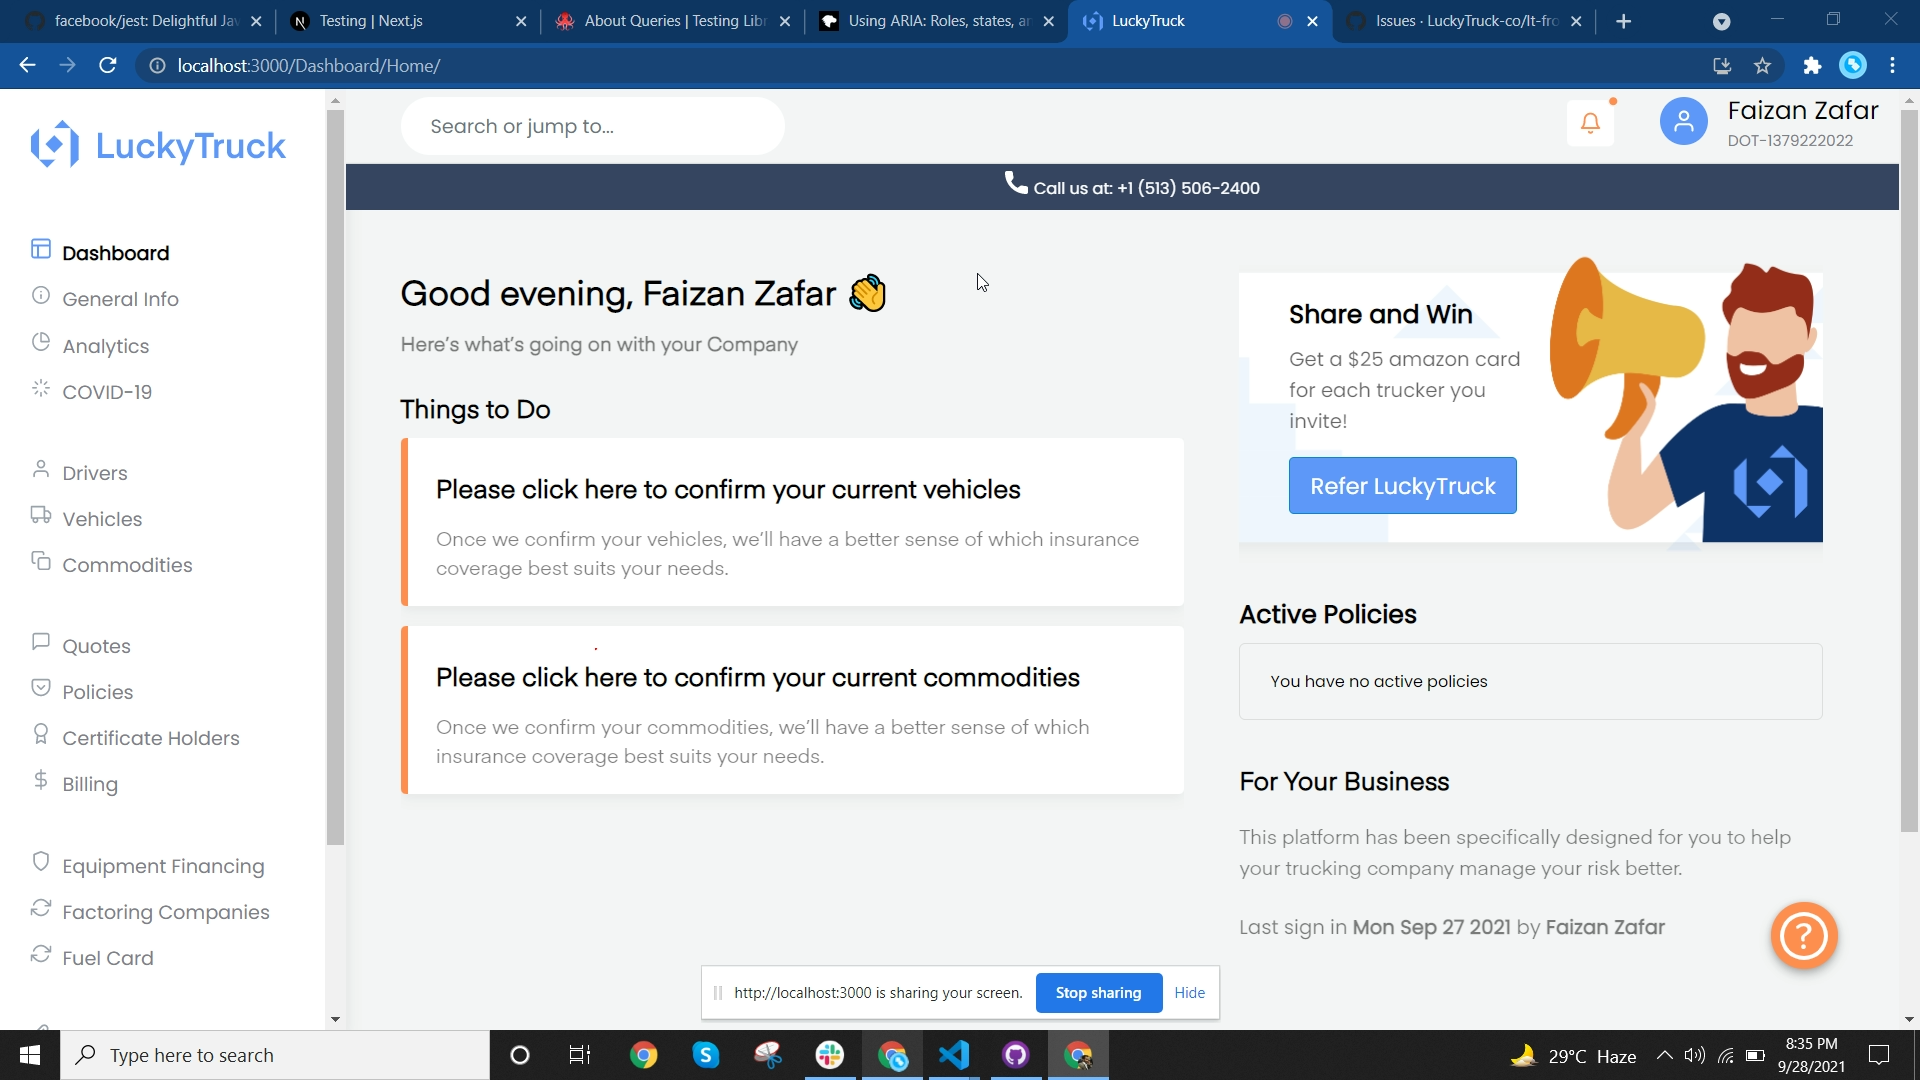 facebook/jest: Delightful Jav
Testing | Next.js
About Queries | Testing Libr
Using ARIA: Roles, states, an
LuckyTruck
Issues · LuckyTruck-co/lt-fro
localhost:3000/Dashboard/Home/
LuckyTruck
Search or jump to...
Faizan Zafar
DOT-1379222022
Call us at: +1 (513) 506-2400
Dashboard
General Info
Analytics
COVID-19
Drivers
Vehicles
Commodities
Quotes
Policies
Certificate Holders
Billing
Equipment Financing
Factoring Companies
Fuel Card
Good evening, Faizan Zafar 👋
Here's what's going on with your Company
Things to Do
Please click here to confirm your current vehicles
Once we confirm your vehicles, we'll have a better sense of which insurance
coverage best suits your needs.
Please click here to confirm your current commodities
Once we confirm your commodities, we'll have a better sense of which
insurance coverage best suits your needs.
Share and Win
Get a $25 amazon card
for each trucker you
invite!
Refer LuckyTruck
Active Policies
You have no active policies
For Your Business
This platform has been specifically designed for you to help
your trucking company manage your risk better.
Last sign in Mon Sep 27 2021 by Faizan Zafar
http://localhost:3000 is sharing your screen.
Stop sharing
Hide
Type here to search
29°C Haze
8:35 PM
9/28/2021